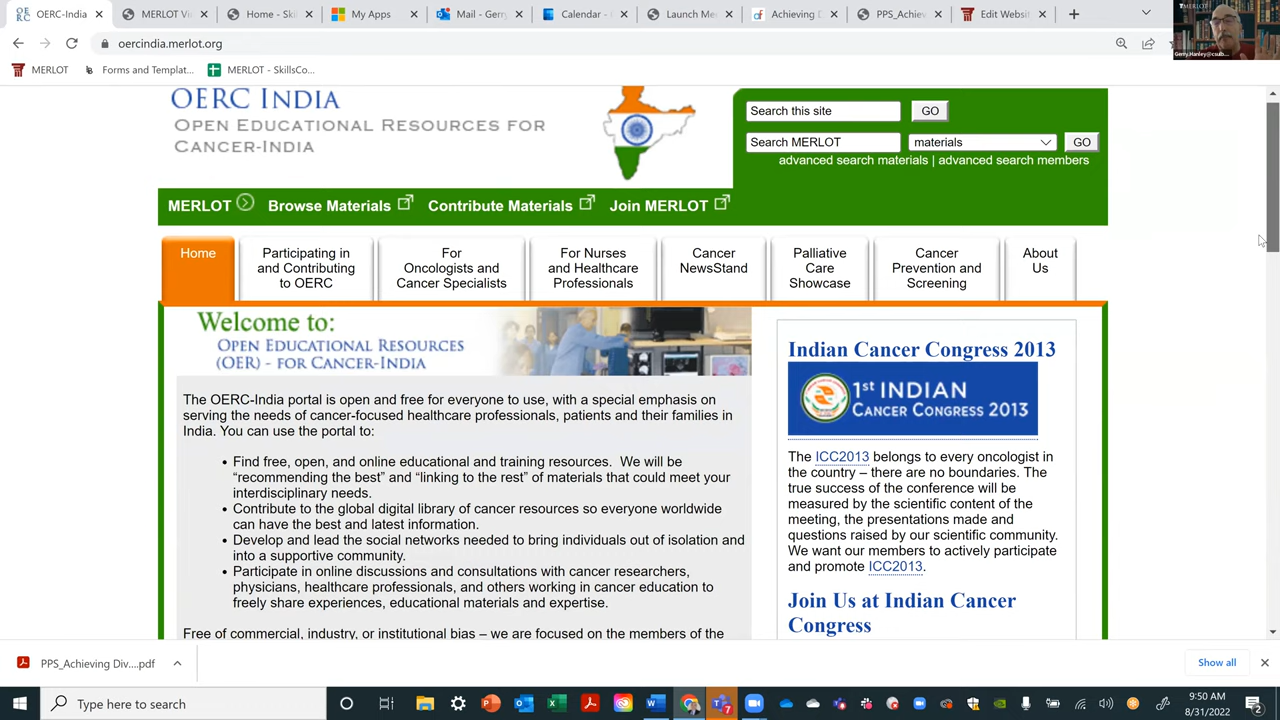 OERC-India
MERLOT Vi
Home - Skil
My Apps
Mail - Gerry
Calendar -
Launch Me
Achieving D
PPS_Achiev
Edit Websit
oercindia.merlot.org
MERLOT
Forms and Templat...
MERLOT - SkillsCo...
MERLOT
OERC INDIA
OPEN EDUCATIONAL RESOURCES FOR
CANCER-INDIA
Search this site
GO
Search MERLOT
materials
GO
advanced search materials | advanced search members
MERLOT
Browse Materials
Contribute Materials
Join MERLOT
Home
Participating in
and Contributing
to OERC
For
Oncologists and
Cancer Specialists
For Nurses
and Healthcare
Professionals
Cancer
NewsStand
Palliative
Care
Showcase
Cancer
Prevention and
Screening
About
Us
Welcome to:
OPEN EDUCATIONAL RESOURCES
(OER) - FOR CANCER-INDIA
The OERC-India portal is open and free for everyone to use, with a special emphasis on
serving the needs of cancer-focused healthcare professionals, patients and their families in
India. You can use the portal to:
• Find free, open, and online educational and training resources. We will be
“recommending the best” and “linking to the rest” of materials that could meet your
interdisciplinary needs.
• Contribute to the global digital library of cancer resources so everyone worldwide
can have the best and latest information.
• Develop and lead the social networks needed to bring individuals out of isolation and
into a supportive community.
• Participate in online discussions and consultations with cancer researchers,
physicians, healthcare professionals, and others working in cancer education to
freely share experiences, educational materials and expertise.
Free of commercial, industry, or institutional bias – we are focused on the members of the
Indian Cancer Congress 2013
1ST INDIAN
CANCER CONGRESS 2013
The ICC2013 belongs to every oncologist in
the country – there are no boundaries. The
true success of the conference will be
measured by the scientific content of the
meeting, the presentations made and
questions raised by our scientific community.
We want our members to actively participate
and promote ICC2013.
Join Us at Indian Cancer
Congress
PPS_Achieving Div....pdf
Show all
Type here to search
9:50 AM
8/31/2022